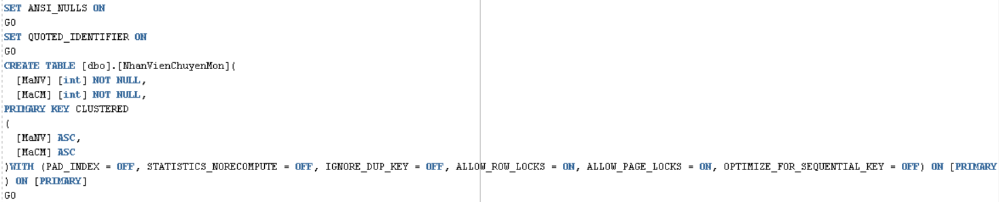 SET ANSI_NULLS ON
GO
SET QUOTED_IDENTIFIER ON
GO
CREATE TABLE [dbo].[NhanVienChuyenMon](
[MaNV] [int] NOT NULL,
[MaCM] [int] NOT NULL,
PRIMARY KEY CLUSTERED
(
[MaNV] ASC,
[MaCM] ASC
)WITH (PAD_INDEX = OFF, STATISTICS_NORECOMPUTE = OFF, IGNORE_DUP_KEY = OFF, ALLOW_ROW_LOCKS = ON, ALLOW_PAGE_LOCKS = ON, OPTIMIZE_FOR_SEQUENTIAL_KEY = OFF) ON [PRIMARY
) ON [PRIMARY]
GO